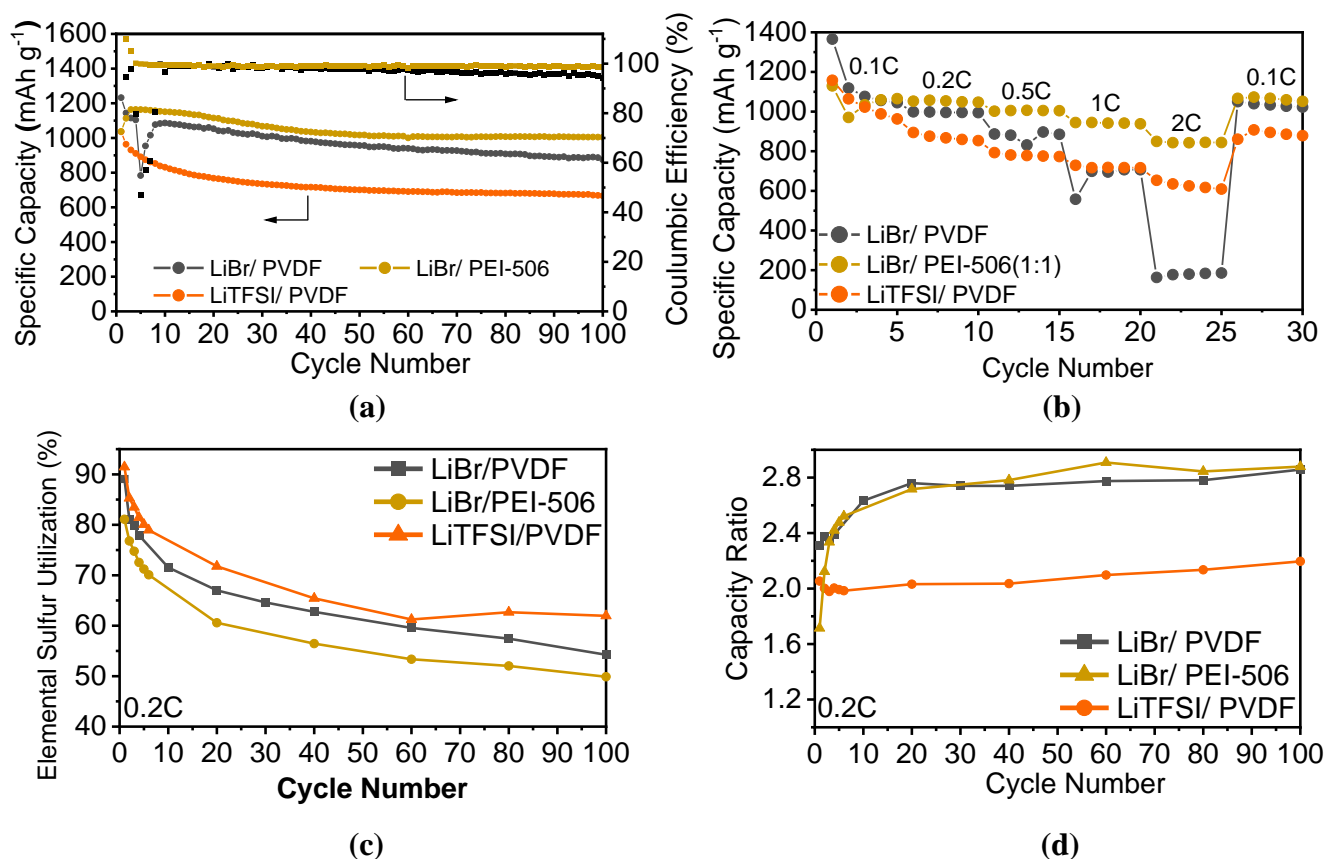 Specific Capacity (mAh g⁻¹)
1600
1400
1200
1000
800
600
400
200
0
100
80
60
40
20
0
Coulumbic Efficiency (%)
LiBr/ PVDF
LiBr/ PEI-506
LiTFSI/ PVDF
0 10 20 30 40 50 60 70 80 90 100
Cycle Number
(a)
Specific Capacity (mAh g⁻¹)
1400
1200
1000
800
600
400
200
0
0.1C
0.2C
0.5C
1C
2C
0.1C
LiBr/ PVDF
LiBr/ PEI-506(1:1)
LiTFSI/ PVDF
0 5 10 15 20 25 30
Cycle Number
(b)
Elemental Sulfur Utilization (%)
90
80
70
60
50
40
LiBr/PVDF
LiBr/PEI-506
LiTFSI/PVDF
0.2C
0 10 20 30 40 50 60 70 80 90 100
Cycle Number
(c)
Capacity Ratio
2.8
2.4
2.0
1.6
1.2
LiBr/ PVDF
LiBr/ PEI-506
LiTFSI/ PVDF
0.2C
0 20 40 60 80 100
Cycle Number
(d)